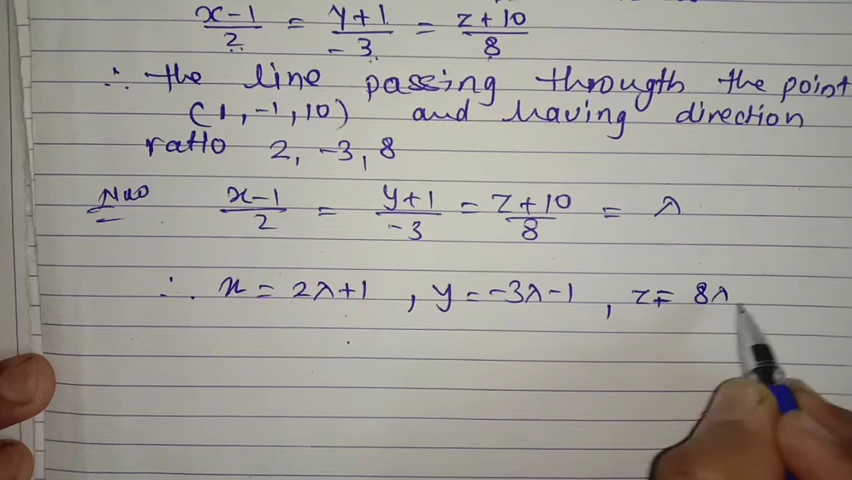 x-1/2 = y+1/-3 = z+10/8
∴ the line passing through the point
(1, -1, 10) and having direction
ratio 2, -3, 8
Now x-1/2 = y+1/-3 = z+10/8 = λ
∴ x = 2λ+1 , y = -3λ-1 , z = 8λ